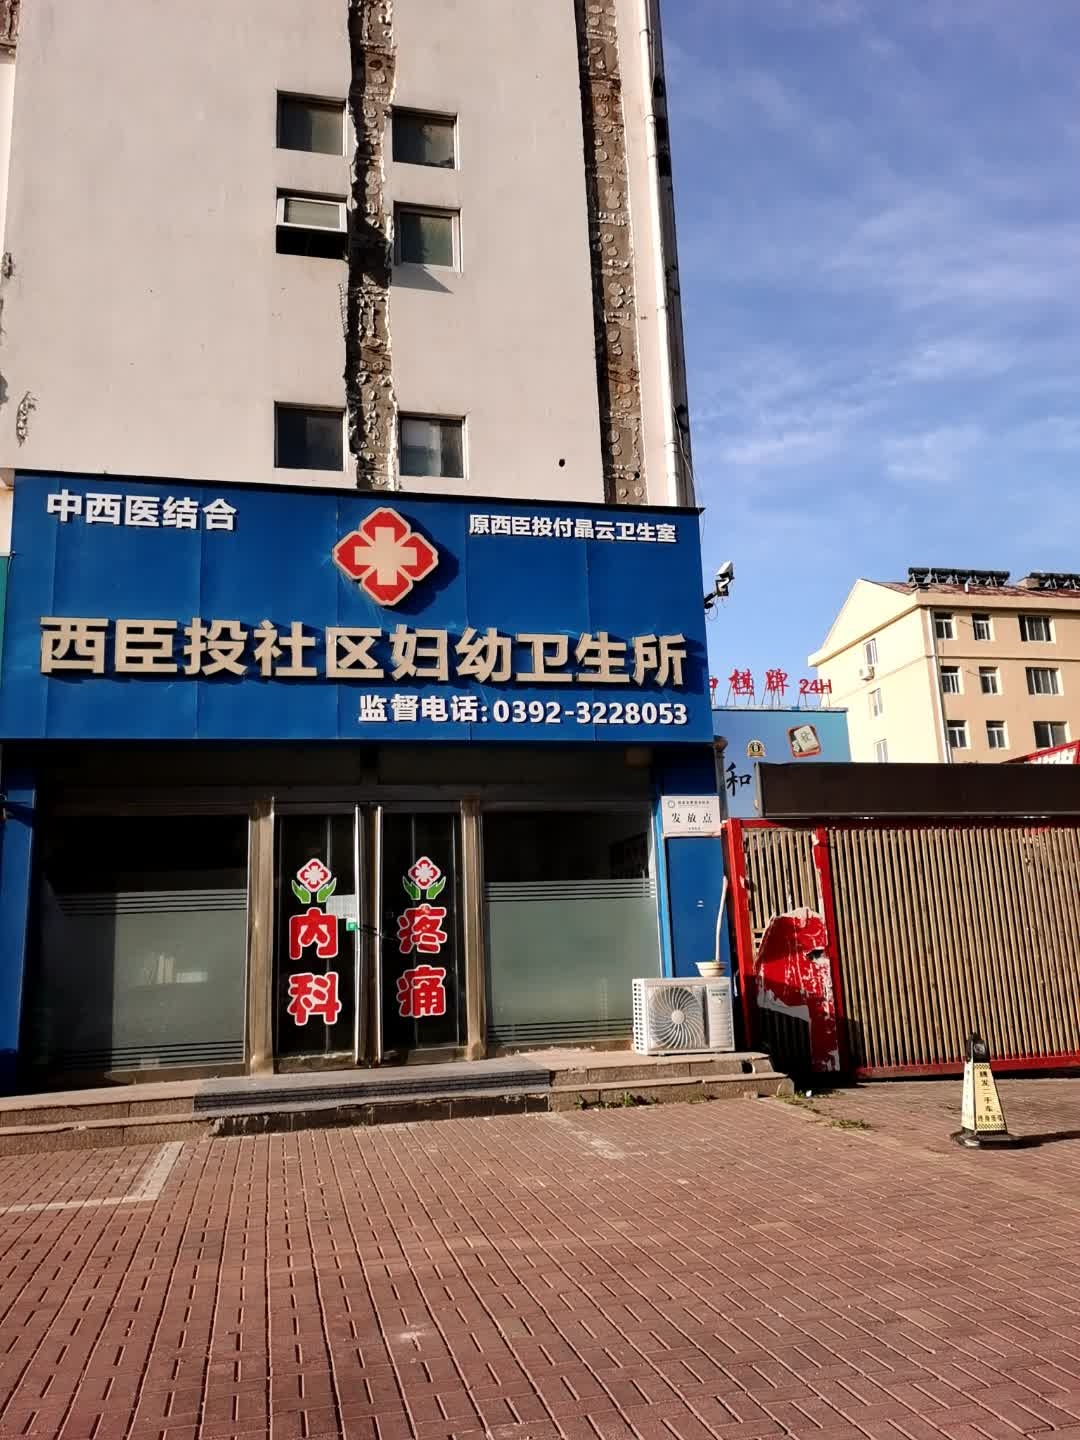 中西医结合
原西臣投付晶云卫生室
西臣投社区妇幼卫生所
监督电话:0392-3228053
棋牌 24H
和
发放点
内科
疼痛